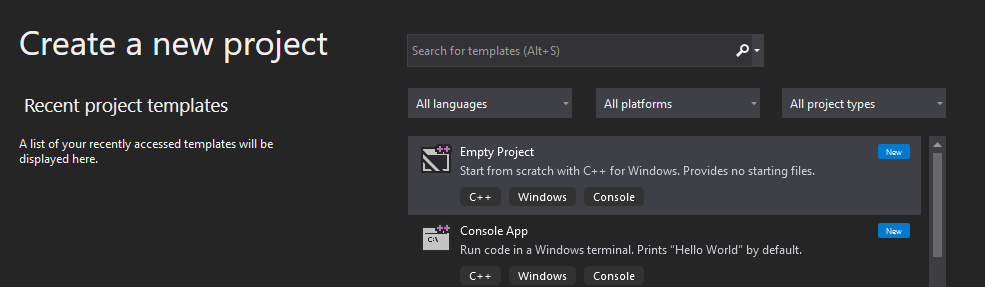 Create a new project
Search for templates (Alt+S)
Recent project templates
All languages
All platforms
All project types
A list of your recently accessed templates will be
displayed here.
Empty Project
New
Start from scratch with C++ for Windows. Provides no starting files.
C++
Windows
Console
Console App
New
C:\
Run code in a Windows terminal. Prints "Hello World" by default.
C++
Windows
Console